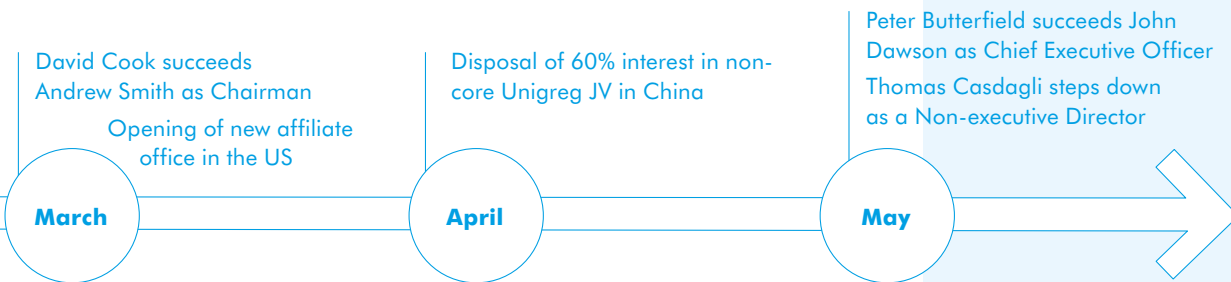 David Cook succeeds
Andrew Smith as Chairman
Opening of new affiliate
office in the US
March
Disposal of 60% interest in non-
core Unigreg JV in China
April
Peter Butterfield succeeds John
Dawson as Chief Executive Officer
Thomas Casdagli steps down
as a Non-executive Director
May